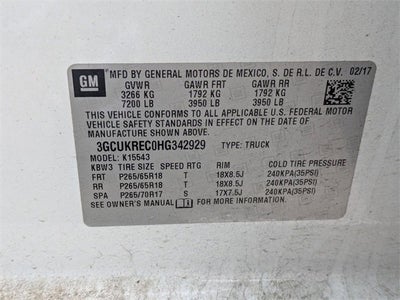 GM MFD BY GENERAL MOTORS DE MEXICO, S. DE R.L. DE C.V. 02/17
GVWR GAWR FRT GAWR RR
3266 KG 1792 KG 1792 KG
7200 LB 3950 LB 3950 LB
THIS VEHICLE CONFORMS TO ALL APPLICABLE U.S. FEDERAL MOTOR
VEHICLE SAFETY STANDARDS IN EFFECT ON THE DATE OF
MANUFACTURE SHOWN ABOVE.
3GCUKREC0HG342929 TYPE: TRUCK
MODEL: K15543
KBW3 TIRE SIZE SPEED RTG RIM COLD TIRE PRESSURE
FRT P265/65R18 T 18X8.5J 240KPA(35PSI)
RR P265/65R18 T 18X8.5J 240KPA(35PSI)
SPA P265/70R17 S 17X7.5J 240KPA(35PSI)
SEE OWNER'S MANUAL FOR ADDITIONAL INFORMATION.